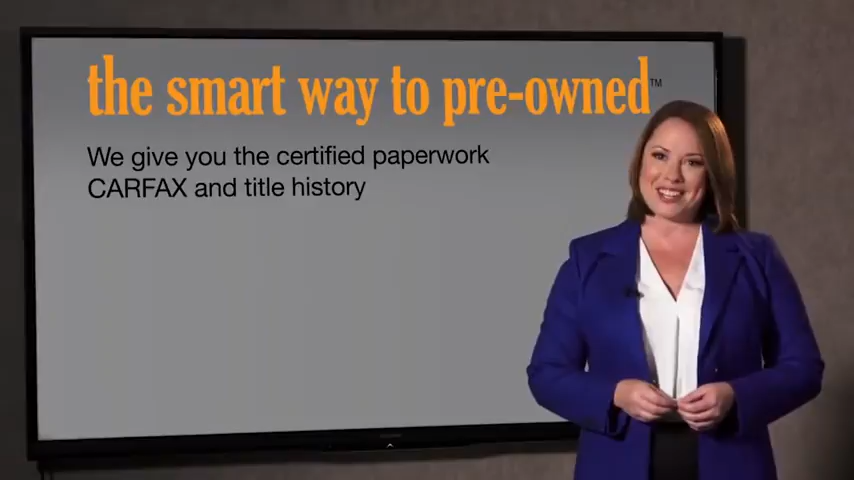 the smart way to pre-owned™
We give you the certified paperwork
CARFAX and title history